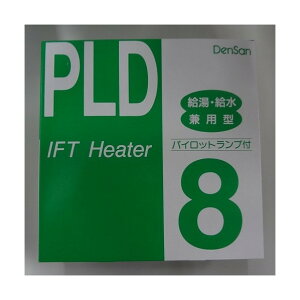 DenSan
PLD
給湯・給水
兼用型
IFT Heater
パイロットランプ付
8